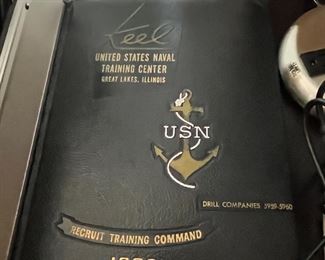 Keel
UNITED STATES NAVAL
TRAINING CENTER
GREAT LAKES, ILLINOIS
USN
DRILL COMPANIES 5959-5960
RECRUIT TRAINING COMMAND